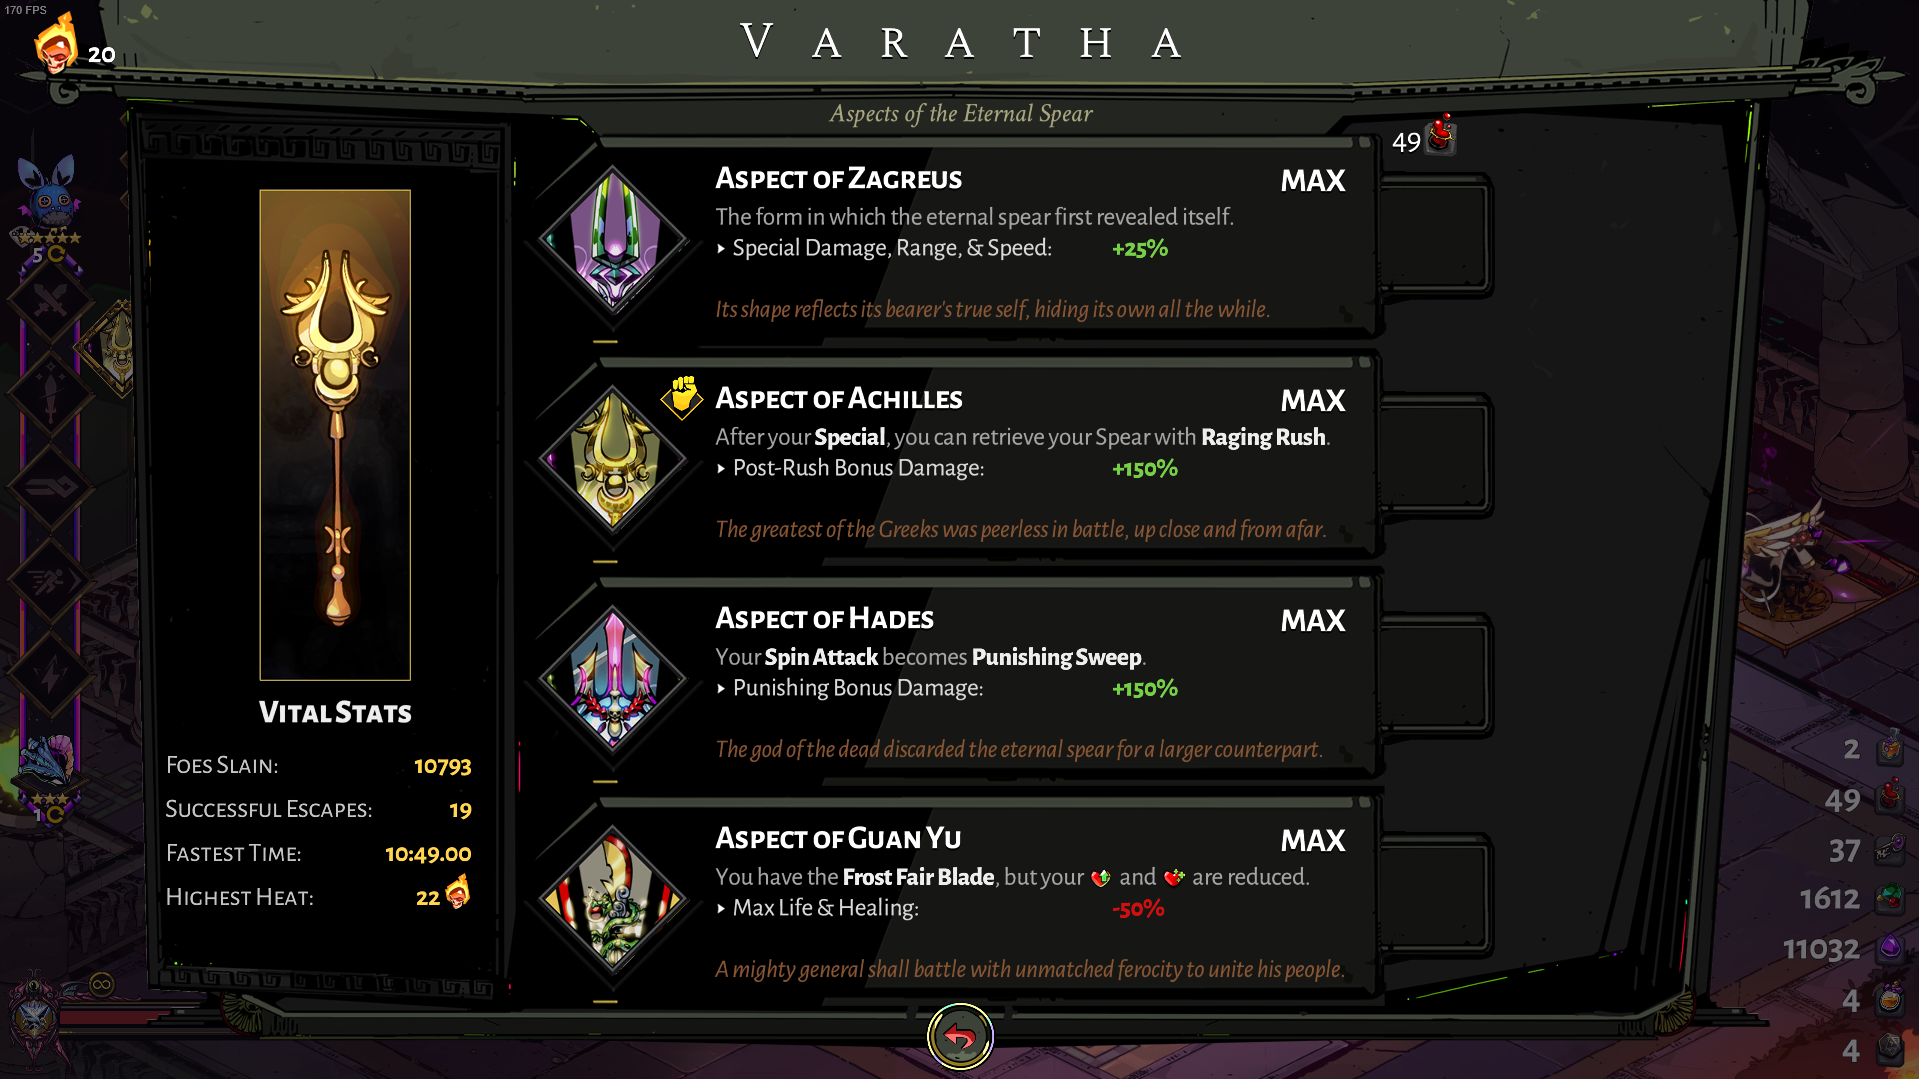 170 FPS
20
VARATHA
Aspects of the Eternal Spear
49
ASPECT OF ZAGREUS
MAX
The form in which the eternal spear first revealed itself.
‣ Special Damage, Range, & Speed: +25%
Its shape reflects its bearer's true self, hiding its own all the while.
ASPECT OF ACHILLES
MAX
After your Special, you can retrieve your Spear with Raging Rush.
‣ Post-Rush Bonus Damage: +150%
The greatest of the Greeks was peerless in battle, up close and from afar.
ASPECT OF HADES
MAX
Your Spin Attack becomes Punishing Sweep.
‣ Punishing Bonus Damage: +150%
The god of the dead discarded the eternal spear for a larger counterpart.
ASPECT OF GUAN YU
MAX
You have the Frost Fair Blade, but your and are reduced.
‣ Max Life & Healing: -50%
A mighty general shall battle with unmatched ferocity to unite his people.
VITAL STATS
FOES SLAIN: 10793
SUCCESSFUL ESCAPES: 19
FASTEST TIME: 10:49.00
HIGHEST HEAT: 22
5
1
2
49
37
1612
11032
4
4